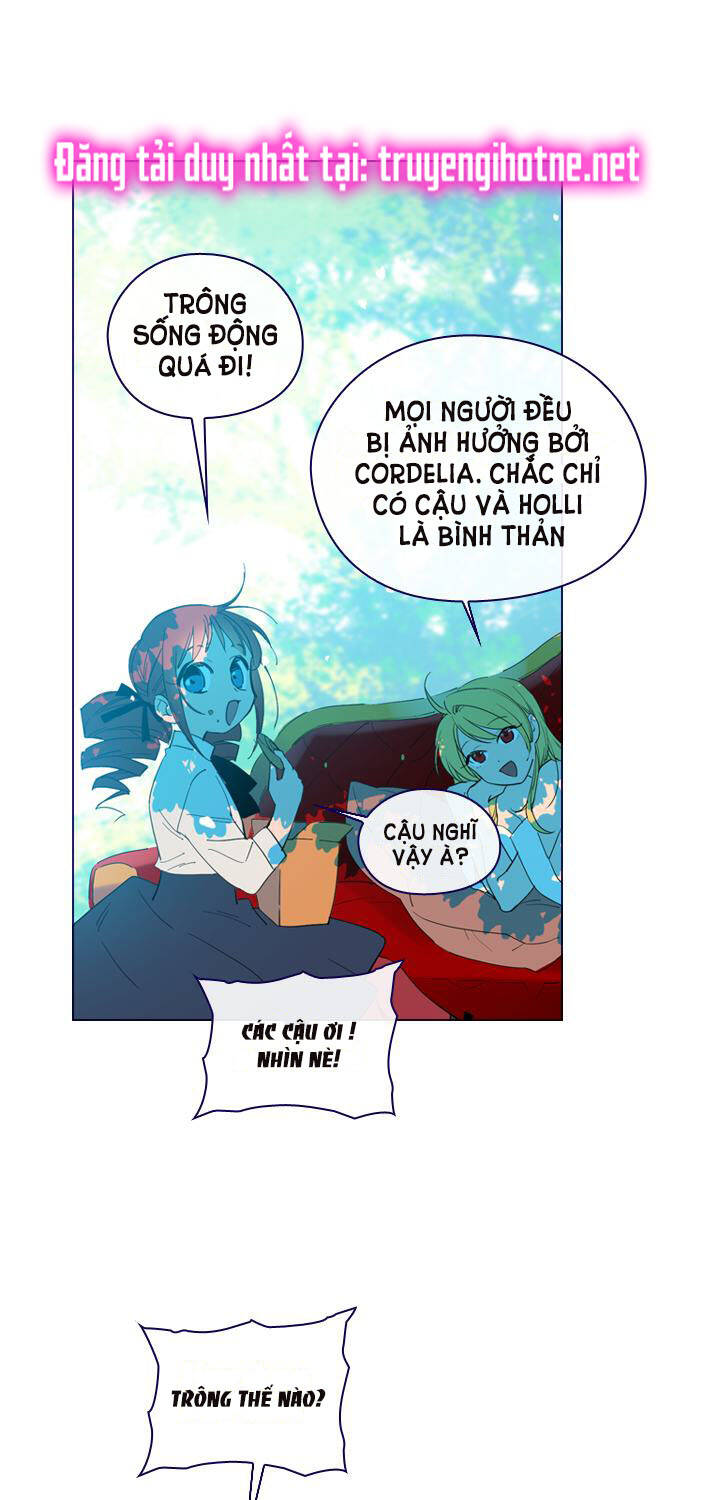 Đăng tải duy nhất tại: truyengihotne.net
TRÔNG
SỐNG ĐỘNG
QUÁ ĐI!
MỌI NGƯỜI ĐỀU
BỊ ẢNH HƯỞNG BỞI
CORDELIA. CHẮC CHỈ
CÓ CẬU VÀ HOLLI
LÀ BÌNH THẢN
CẬU NGHĨ
VẬY À?
CÁC CẬU ƠI !
NHÌN NÈ!
TRÔNG THẾ NÀO?